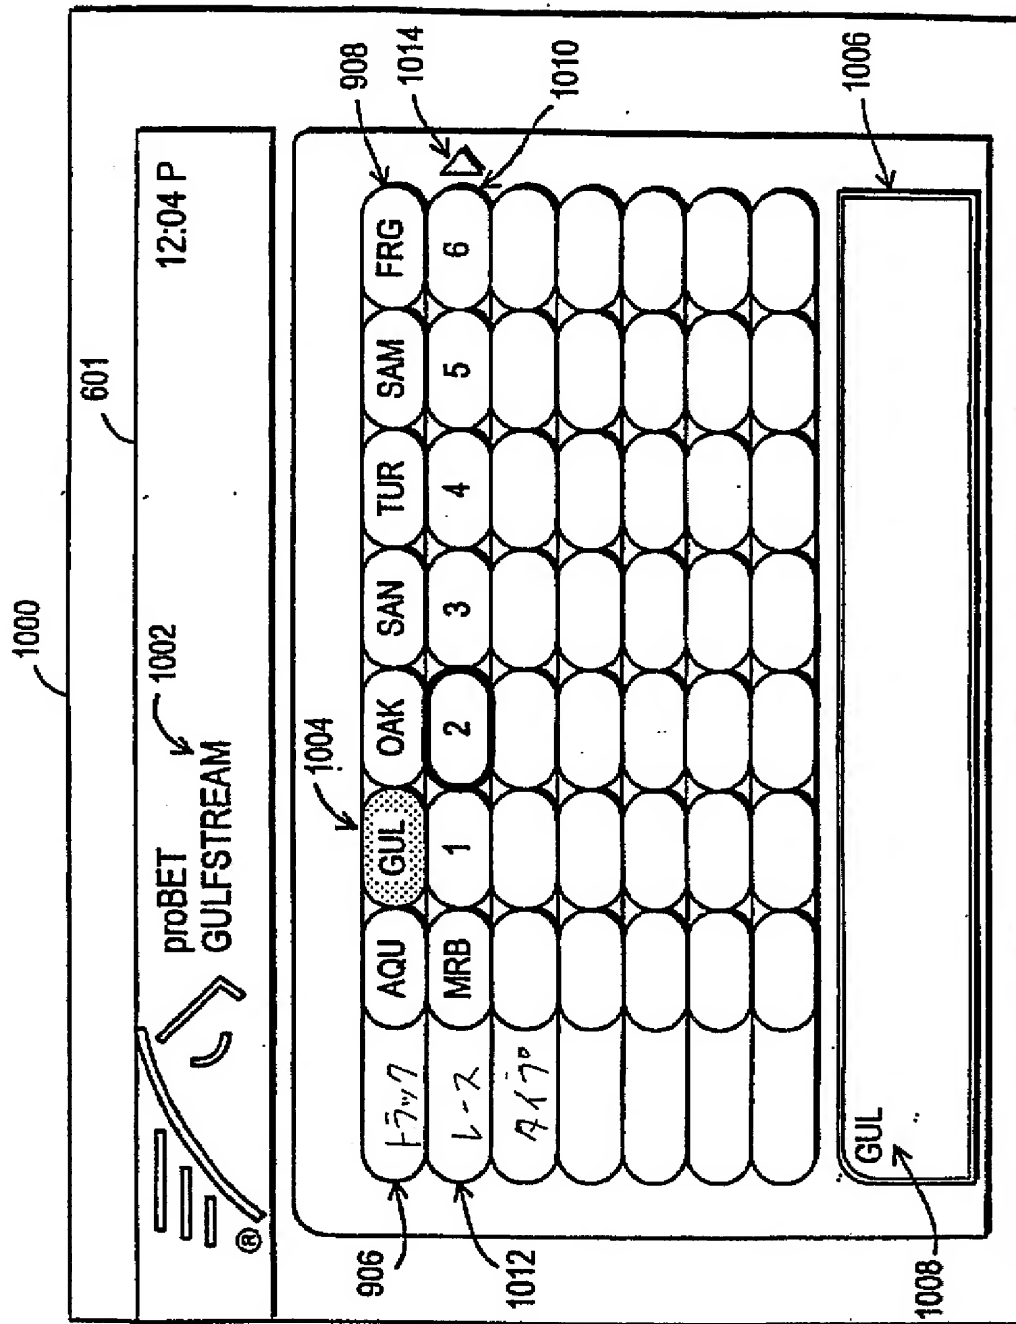 1000
601
proBET
GULFSTREAM
1002
12:04 P
®
1004
908
1014
1010
906
トラック AQU GUL OAK SAN TUR SAM FRG
1012
レース MRB 1 2 3 4 5 6
タイプ
GUL
1008
1006